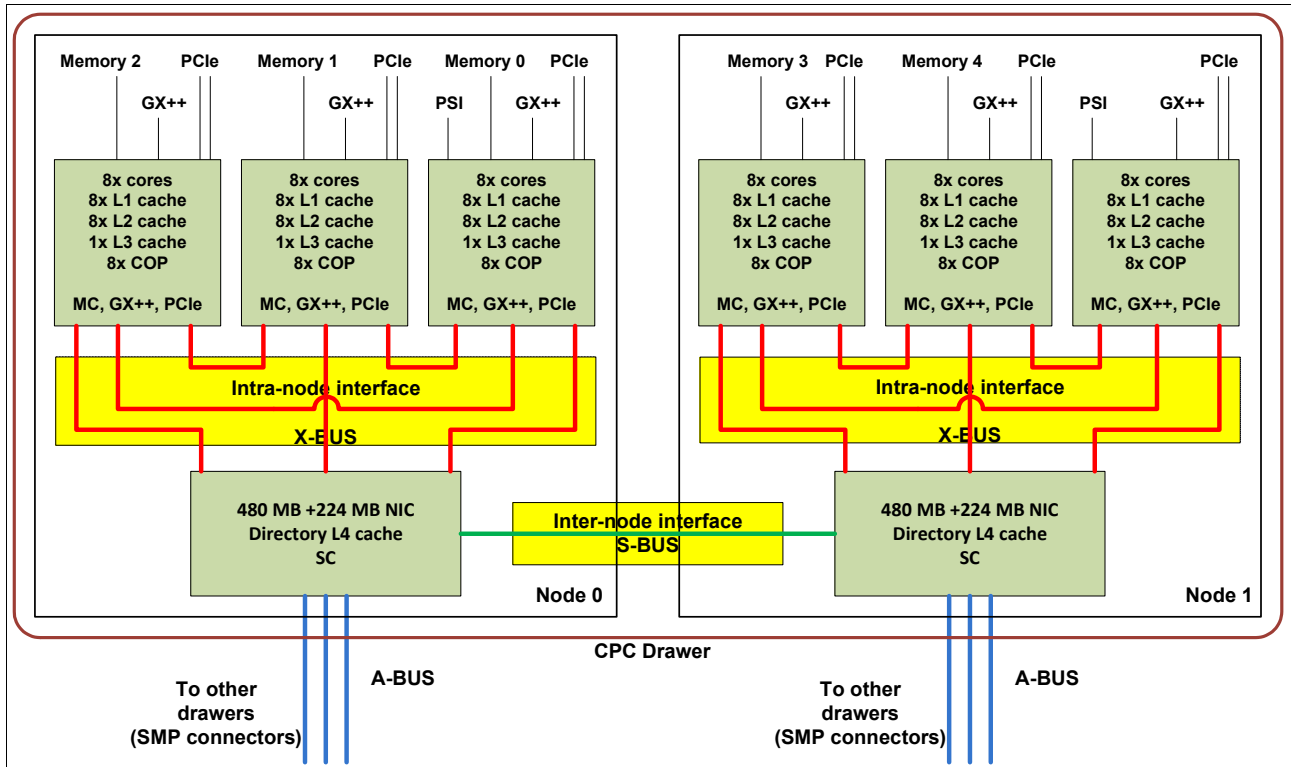 Memory 2
PCIe
Memory 1
PCIe
Memory 0
PCIe
GX++
GX++
PSI
GX++
8x cores
8x L1 cache
8x L2 cache
1x L3 cache
8x COP
MC, GX++, PCIe
8x cores
8x L1 cache
8x L2 cache
1x L3 cache
8x COP
MC, GX++, PCIe
8x cores
8x L1 cache
8x L2 cache
1x L3 cache
8x COP
MC, GX++, PCIe
Intra-node interface
X-BUS
480 MB +224 MB NIC
Directory L4 cache
SC
Node 0
Inter-node interface
S-BUS
Memory 3
PCIe
Memory 4
PCIe
PCIe
GX++
GX++
PSI
GX++
8x cores
8x L1 cache
8x L2 cache
1x L3 cache
8x COP
MC, GX++, PCIe
8x cores
8x L1 cache
8x L2 cache
1x L3 cache
8x COP
MC, GX++, PCIe
8x cores
8x L1 cache
8x L2 cache
1x L3 cache
8x COP
MC, GX++, PCIe
Intra-node interface
X-BUS
480 MB +224 MB NIC
Directory L4 cache
SC
Node 1
CPC Drawer
A-BUS
To other
drawers
(SMP connectors)
A-BUS
To other
drawers
(SMP connectors)